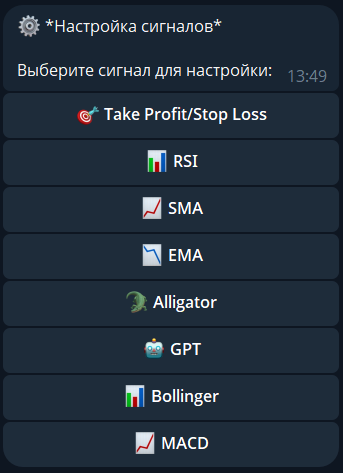 ⚙️ *Настройка сигналов*
Выберите сигнал для настройки:
13:49
🎯 Take Profit/Stop Loss
📊 RSI
📈 SMA
📉 EMA
🐊 Alligator
🤖 GPT
📊 Bollinger
📈 MACD